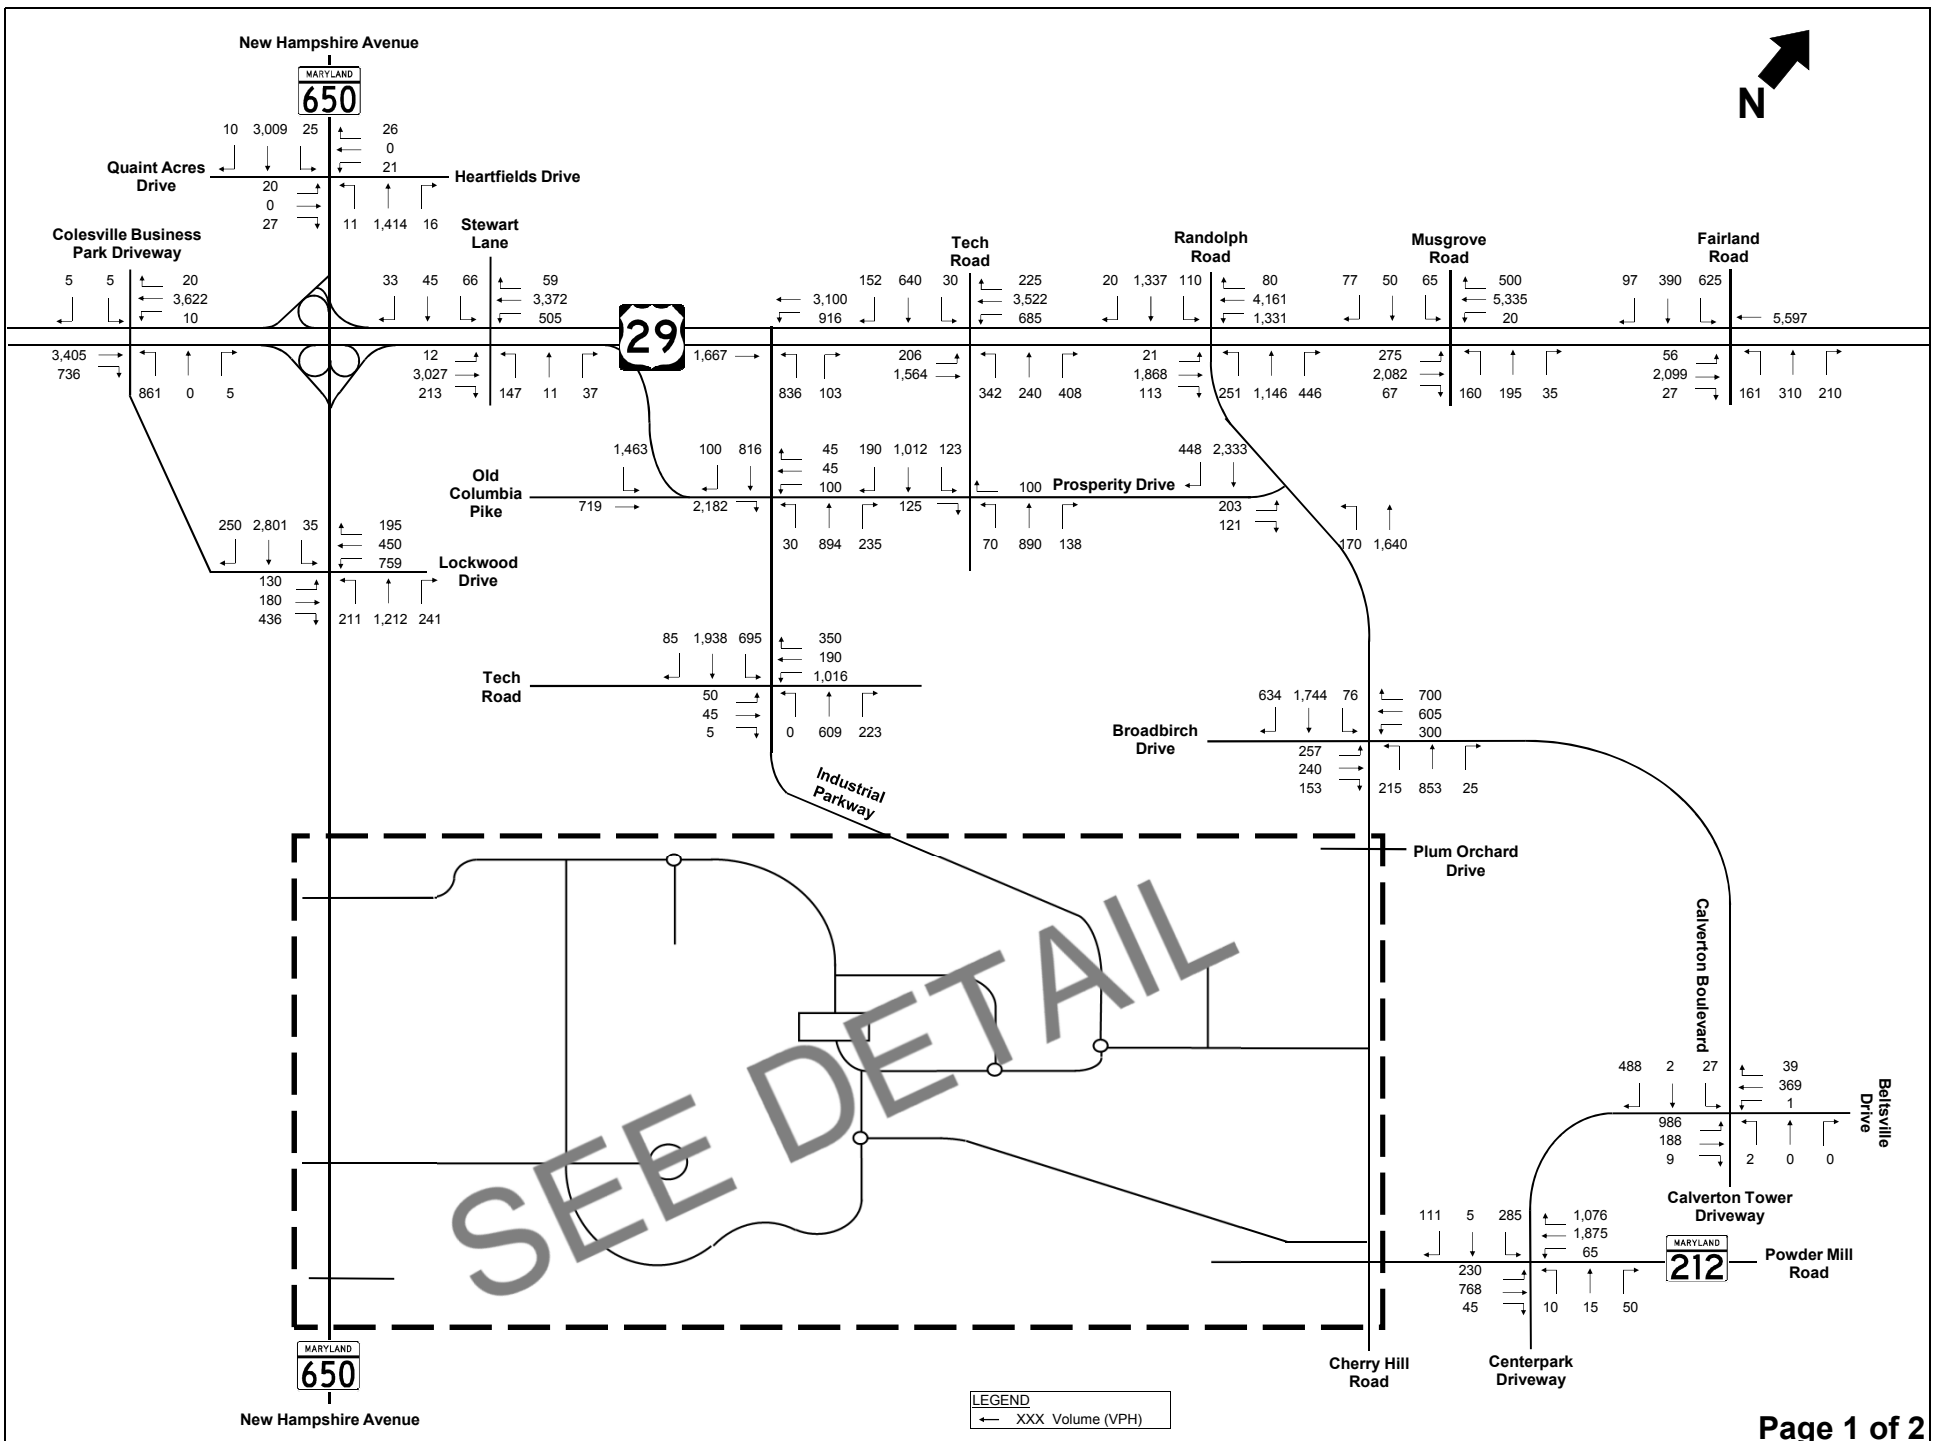 New Hampshire Avenue
MARYLAND
650
N
10 3,009 25 26
0
21
Quaint Acres
Drive
Heartfields Drive
20
0
27
11 1,414 16
Colesville Business
Park Driveway
Stewart
Lane
Tech
Road
Randolph
Road
Musgrove
Road
Fairland
Road
5 5 20
3,622
10
33 45 66 59
3,372
505
3,100
916
152 640 30 225
3,522
685
20 1,337 110 80
4,161
1,331
77 50 65 500
5,335
20
97 390 625
5,597
29
3,405
736
861 0 5
12
3,027
213
147 11 37
1,667
836 103
206
1,564
342 240 408
21
1,868
113
251 1,146 446
275
2,082
67
160 195 35
56
2,099
27
161 310 210
1,463
Old
Columbia
Pike
719
100 816 45
45
100
2,182
30 894 235
190 1,012 123
100
125
70 890 138
Prosperity Drive
448 2,333
203
121
170 1,640
250 2,801 35 195
450
759
Lockwood
Drive
130
180
436
211 1,212 241
85 1,938 695 350
190
1,016
Tech
Road
50
45
5
0 609 223
634 1,744 76 700
605
300
Broadbirch
Drive
257
240
153
215 853 25
Industrial
Parkway
Plum Orchard
Drive
Calverton Boulevard
SEE DETAIL
488 2 27 39
369
1
Beltsville
Drive
986
188
9
2 0 0
Calverton Tower
Driveway
111 5 285 1,076
1,875
65
MARYLAND
212
Powder Mill
Road
230
768
45
10 15 50
MARYLAND
650
New Hampshire Avenue
Cherry Hill
Road
Centerpark
Driveway
LEGEND
XXX Volume (VPH)
Page 1 of 2